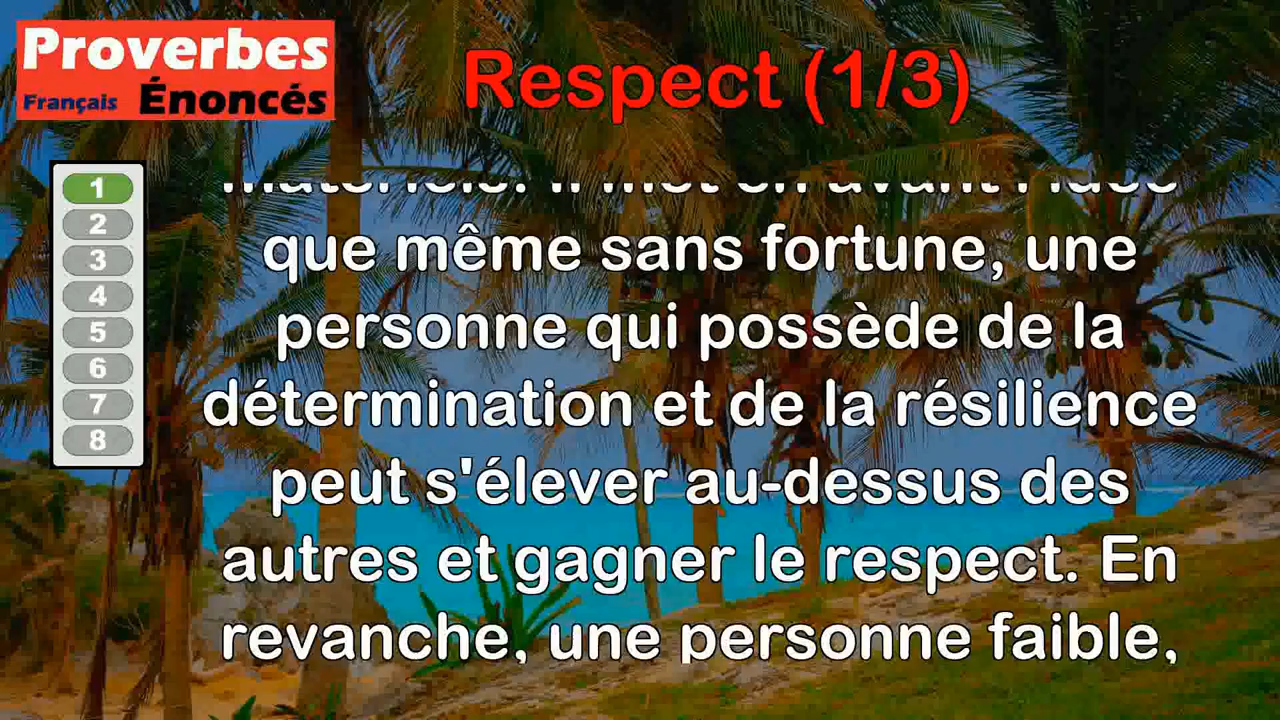 Proverbes
Français Énoncés
Respect (1/3)
1
2
3
4
5
6
7
8
que même sans fortune, une
personne qui possède de la
détermination et de la résilience
peut s'élever au-dessus des
autres et gagner le respect. En
revanche, une personne faible,